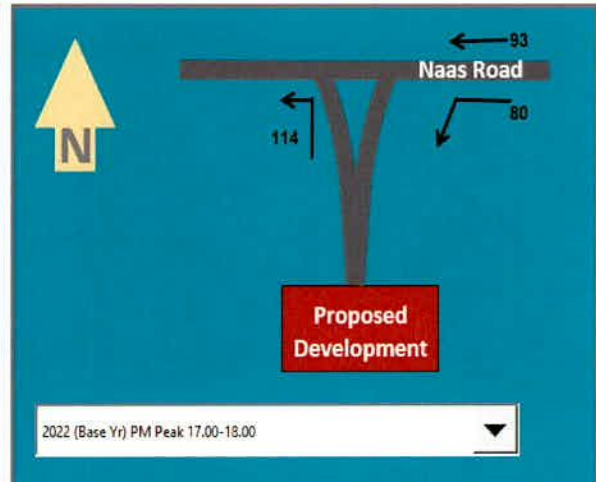 93
Naas Road
80
114
N
Proposed
Development
2022 (Base Yr) PM Peak 17.00-18.00